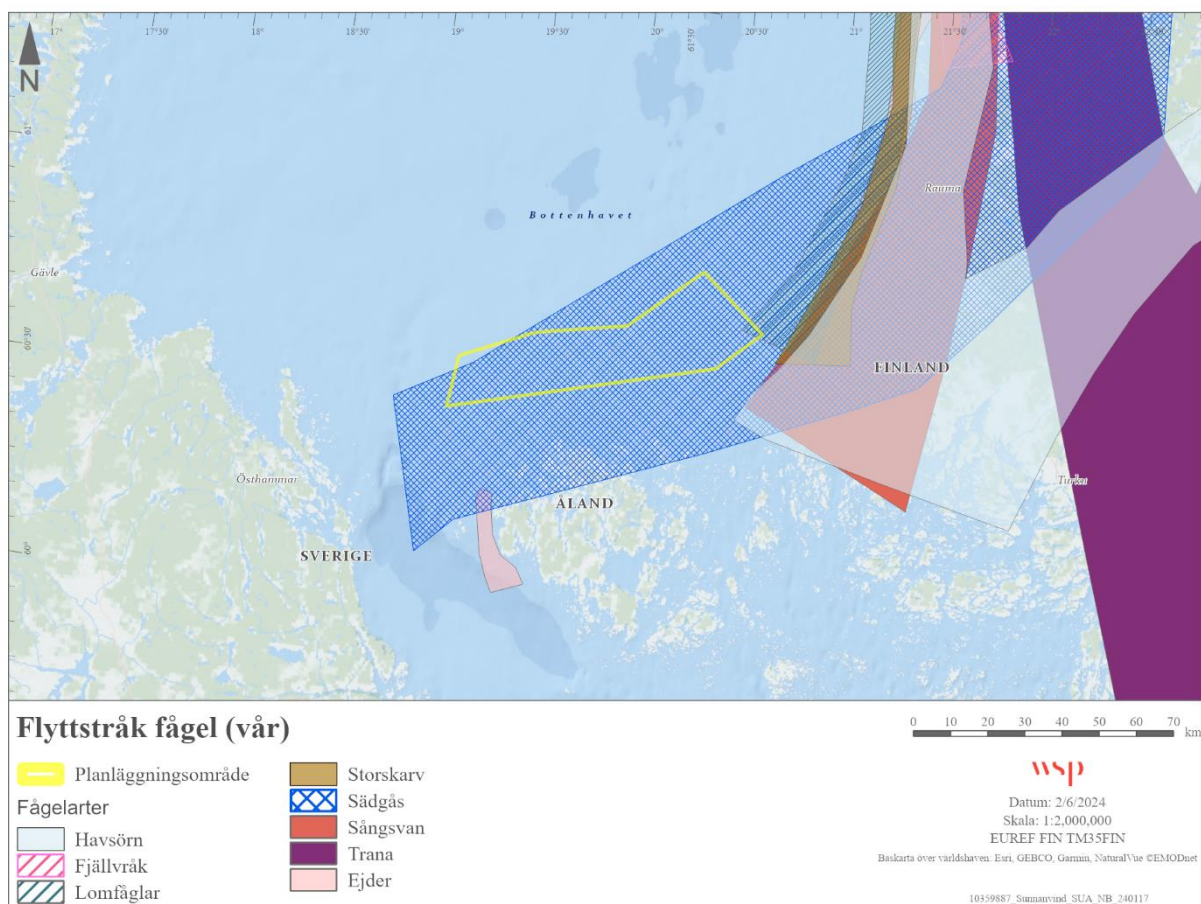 17°
17°30'
18°
18°30'
19°
19°30'
20°
61°30'
20°30'
21°
21°30'
N
61°
Rauma
Bottenhavet
Gävle
60°30'
FINLAND
Östhammar
Turku
ÅLAND
60°
SVERIGE
Flyttstråk fågel (vår)
Planläggningsområde
Fågelarter
Havsörn
Fjällvråk
Lomfåglar
Storskarv
Sädgås
Sångsvan
Trana
Ejder
0 10 20 30 40 50 60 70
km
wsp
Datum: 2/6/2024
Skala: 1:2,000,000
EUREF FIN TM35FIN
Baskarta över världshaven: Esri, GEBCO, Garmin, NaturalVue ©EMODnet
10359887_Sunnanvind_SUA_NB_240117